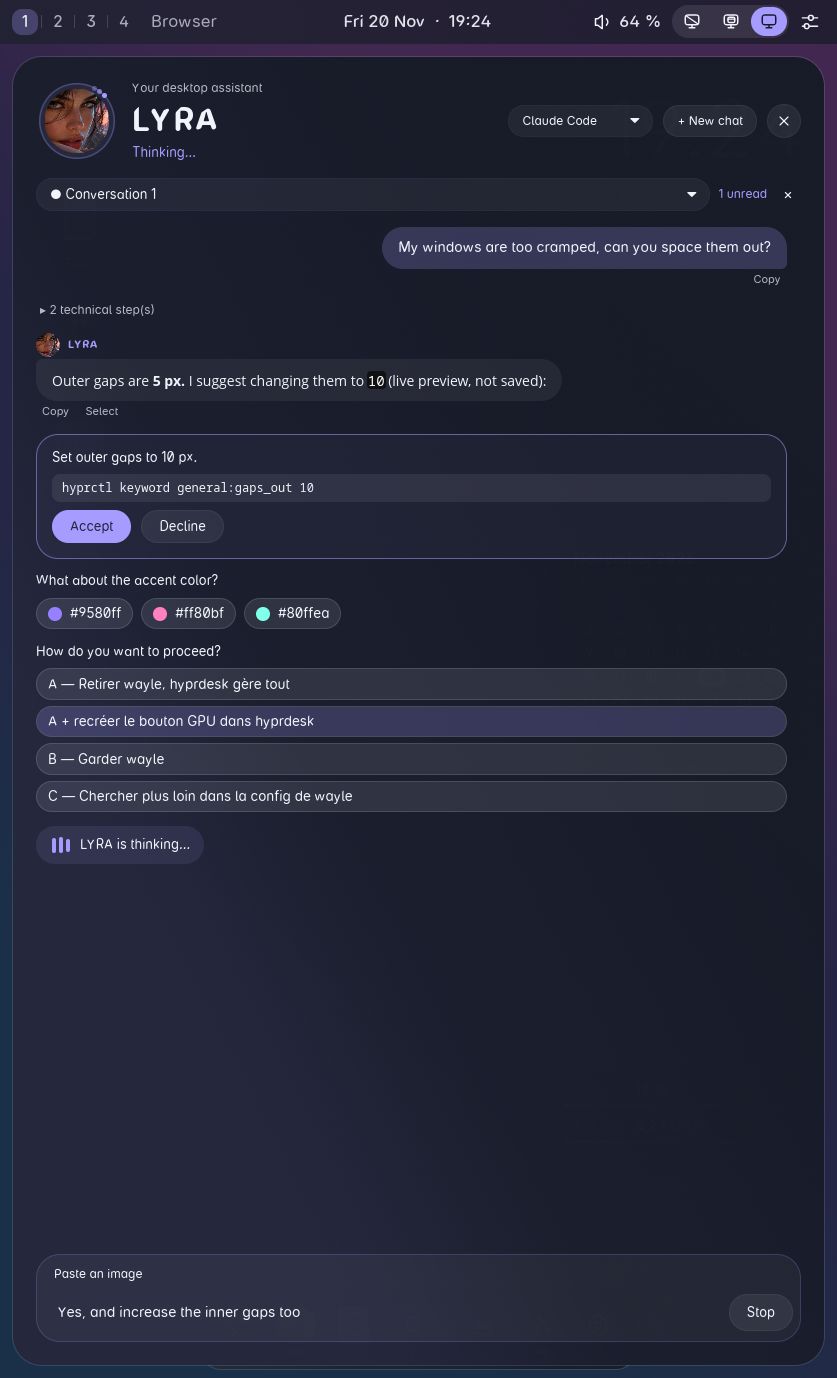 1 2 3 4 Browser Fri 20 Nov · 19:24 64 %
Your desktop assistant
LYRA
Thinking...
Claude Code + New chat ×
Conversation 1 1 unread ×
My windows are too cramped, can you space them out?
Copy
▸ 2 technical step(s)
LYRA
Outer gaps are 5 px. I suggest changing them to 10 (live preview, not saved):
Copy Select
Set outer gaps to 10 px.
hyprctl keyword general:gaps_out 10
Accept Decline
What about the accent color?
#9580ff #ff80bf #80ffea
How do you want to proceed?
A — Retirer wayle, hyprdesk gère tout
A + recréer le bouton GPU dans hyprdesk
B — Garder wayle
C — Chercher plus loin dans la config de wayle
LYRA is thinking...
Paste an image
Yes, and increase the inner gaps too
Stop